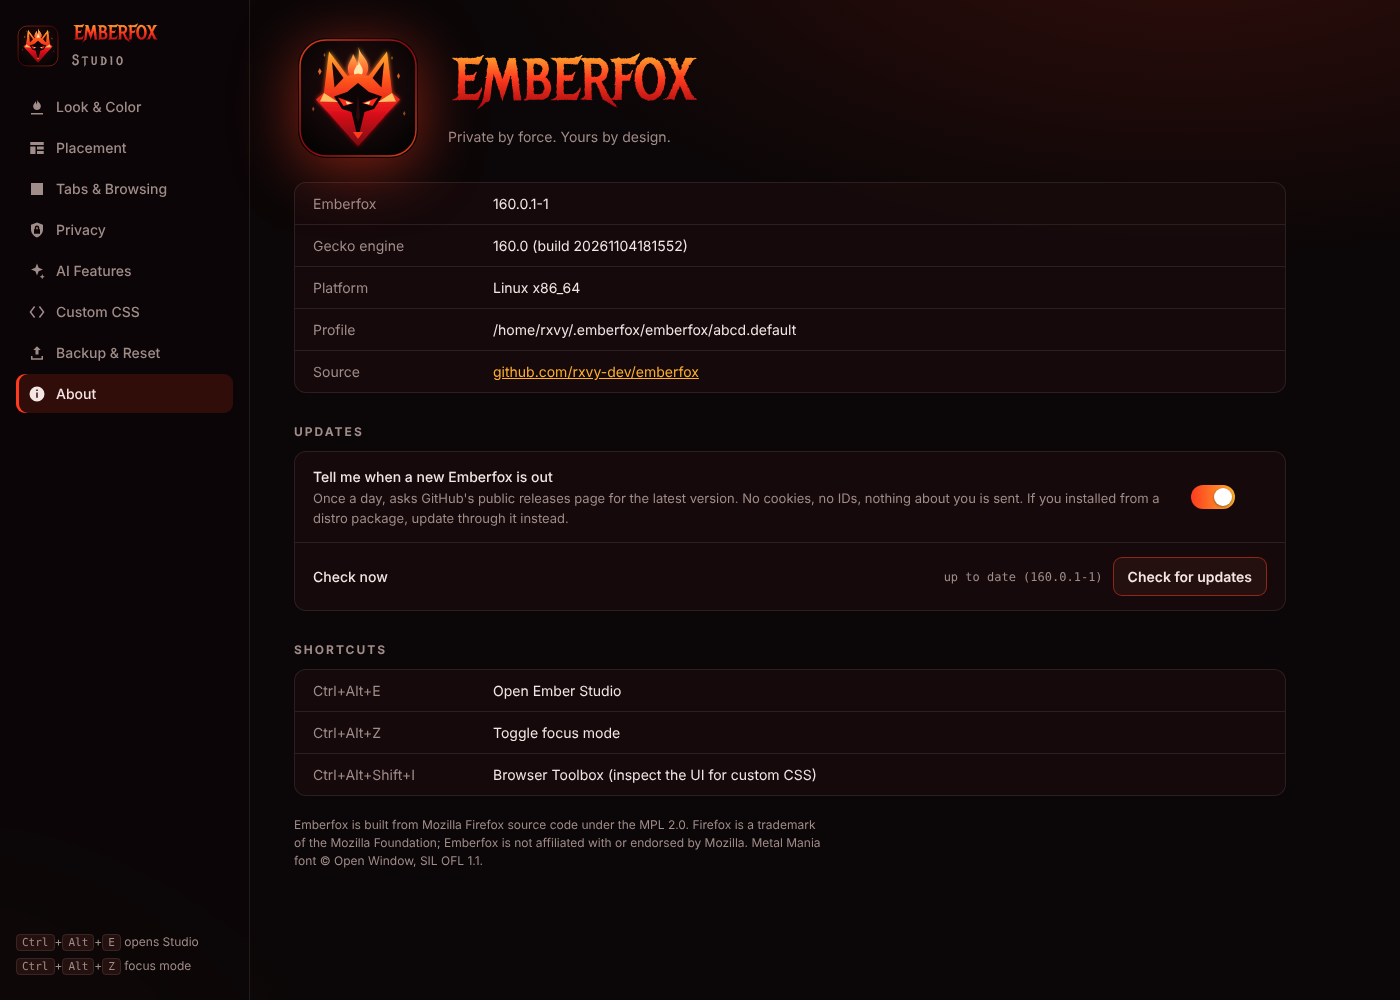 EMBERFOX
STUDIO
Look & Color
Placement
Tabs & Browsing
Privacy
AI Features
Custom CSS
Backup & Reset
About
Ctrl+Alt+E opens Studio
Ctrl+Alt+Z focus mode
EMBERFOX
Private by force. Yours by design.
Emberfox 160.0.1-1
Gecko engine 160.0 (build 20261104181552)
Platform Linux x86_64
Profile /home/rxvy/.emberfox/emberfox/abcd.default
Source github.com/rxvy-dev/emberfox
UPDATES
Tell me when a new Emberfox is out
Once a day, asks GitHub's public releases page for the latest version. No cookies, no IDs, nothing about you is sent. If you installed from a
distro package, update through it instead.
Check now up to date (160.0.1-1) Check for updates
SHORTCUTS
Ctrl+Alt+E Open Ember Studio
Ctrl+Alt+Z Toggle focus mode
Ctrl+Alt+Shift+I Browser Toolbox (inspect the UI for custom CSS)
Emberfox is built from Mozilla Firefox source code under the MPL 2.0. Firefox is a trademark
of the Mozilla Foundation; Emberfox is not affiliated with or endorsed by Mozilla. Metal Mania
font © Open Window, SIL OFL 1.1.